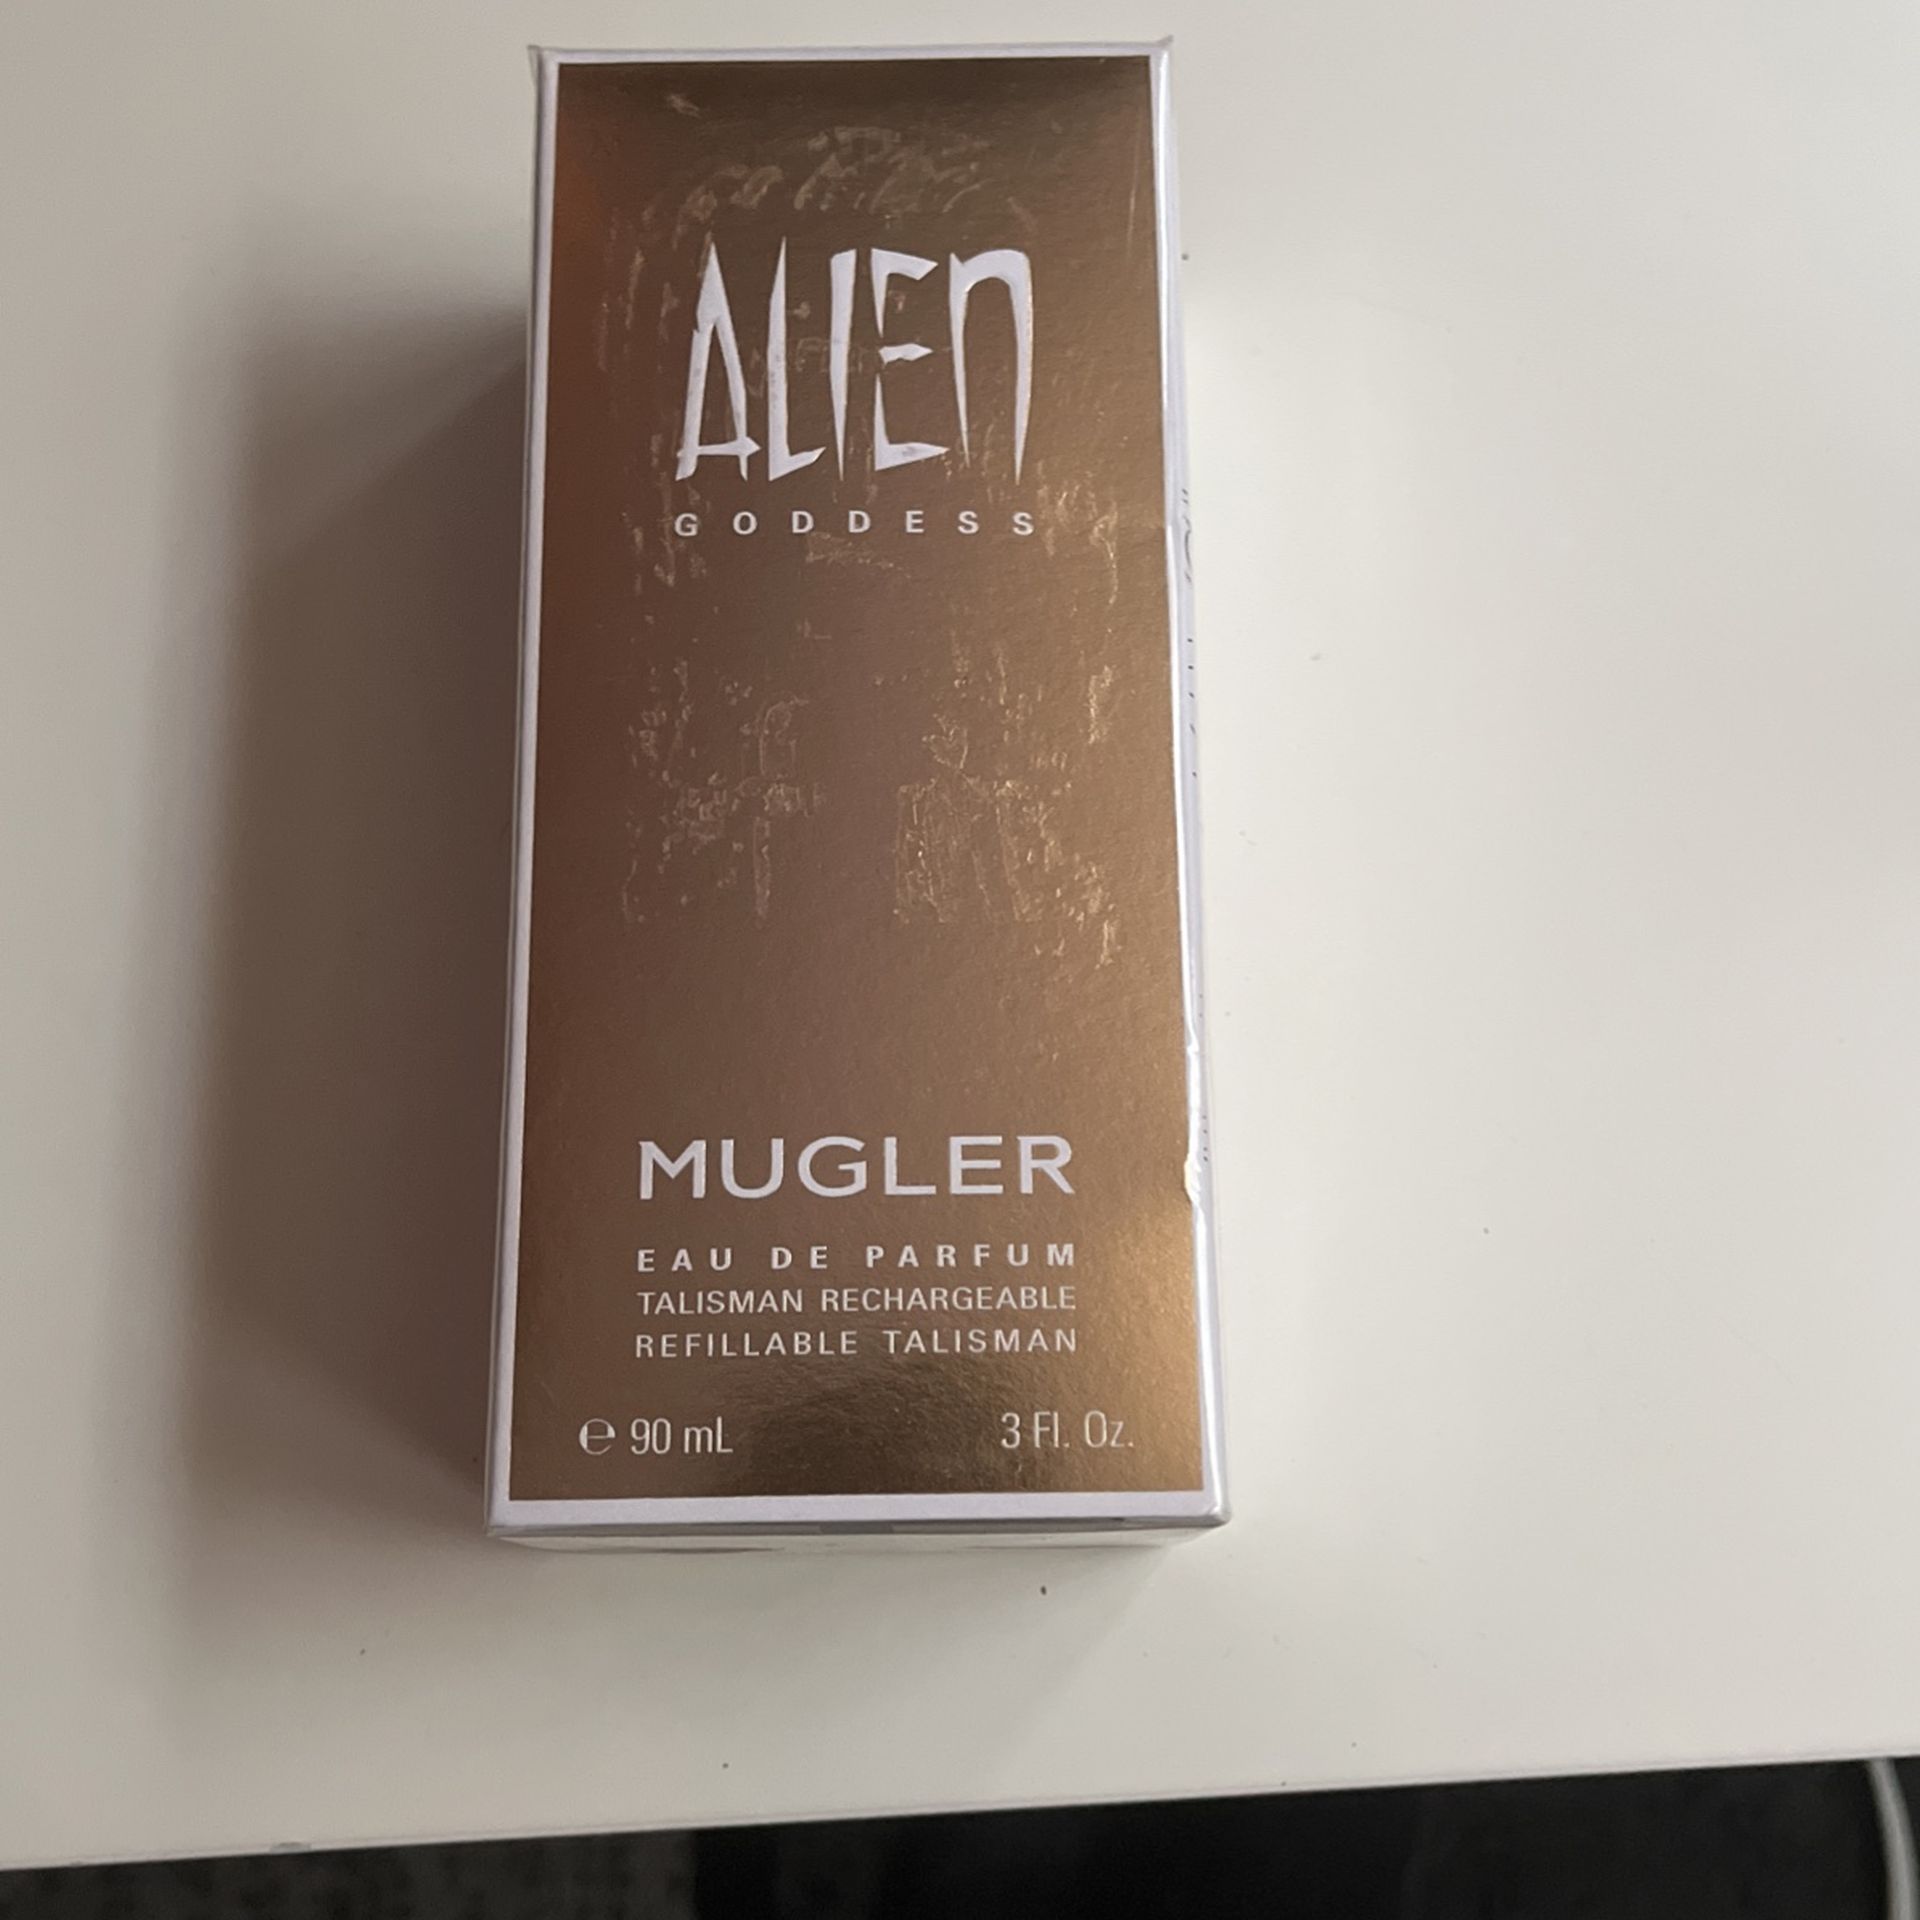 ALIEN
GODDESS
MUGLER
EAU DE PARFUM
TALISMAN RECHARGEABLE
REFILLABLE TALISMAN
℮ 90 mL 3 Fl. Oz.